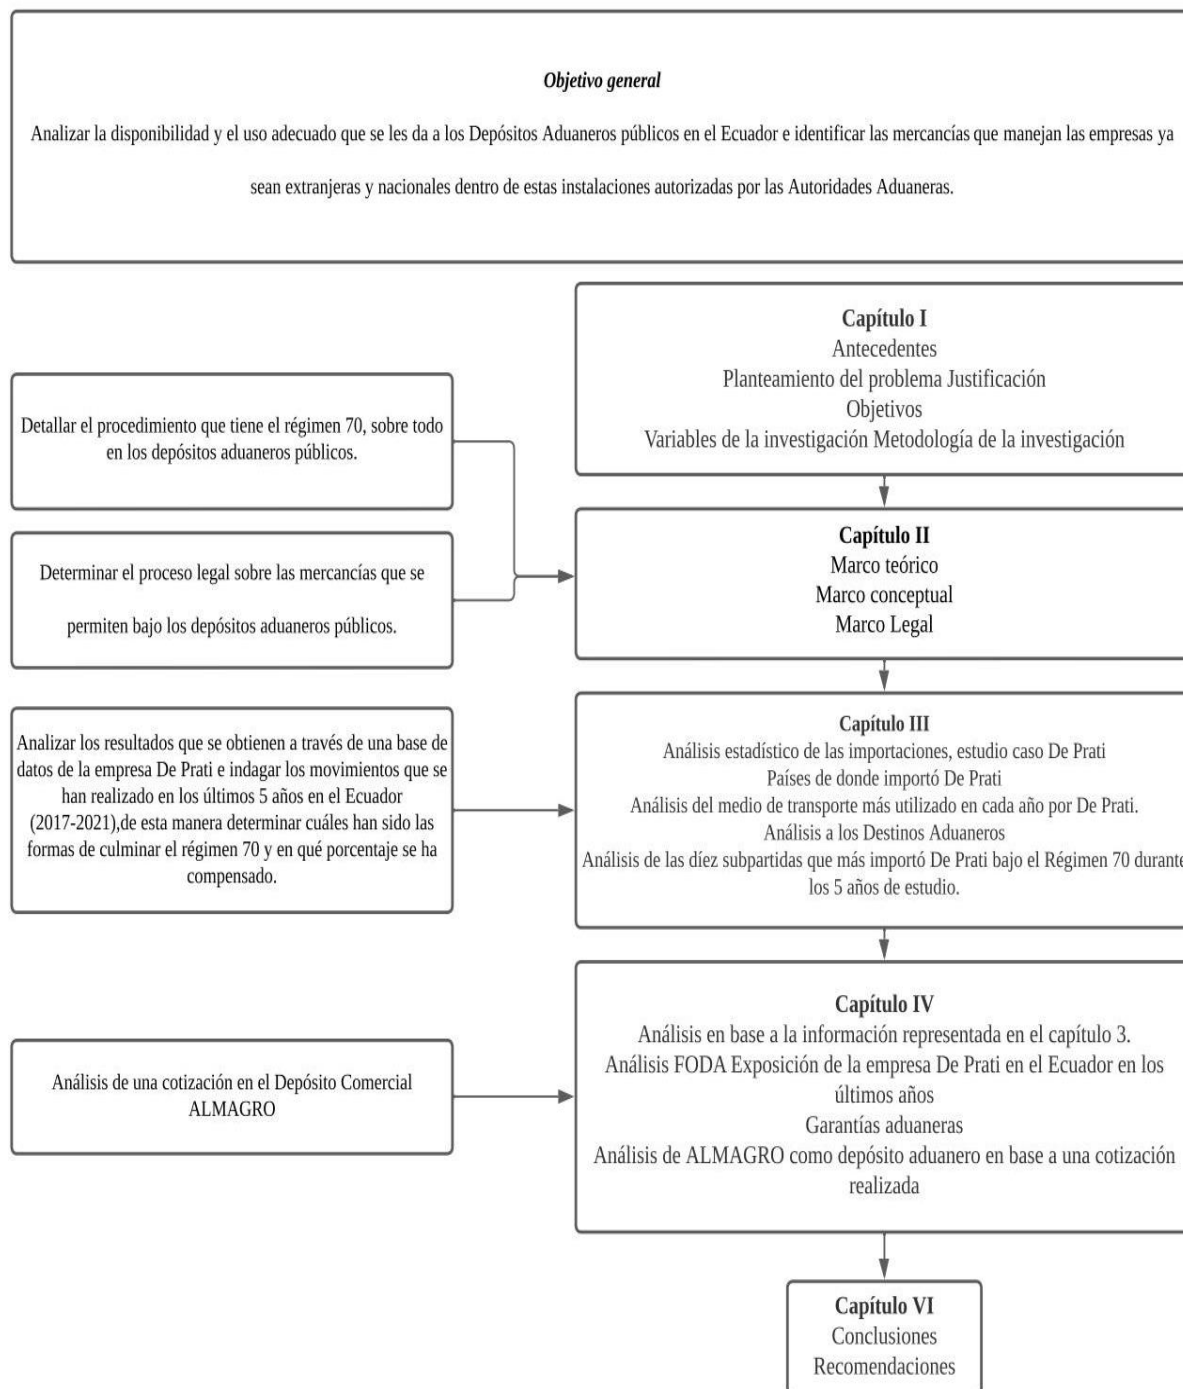 Objetivo general
Analizar la disponibilidad y el uso adecuado que se les da a los Depósitos Aduaneros públicos en el Ecuador e identificar las mercancías que manejan las empresas ya
sean extranjeras y nacionales dentro de estas instalaciones autorizadas por las Autoridades Aduaneras.
Capítulo I
Antecedentes
Planteamiento del problema Justificación
Objetivos
Variables de la investigación Metodología de la investigación
Detallar el procedimiento que tiene el régimen 70, sobre todo
en los depósitos aduaneros públicos.
Determinar el proceso legal sobre las mercancías que se
permiten bajo los depósitos aduaneros públicos.
Capítulo II
Marco teórico
Marco conceptual
Marco Legal
Analizar los resultados que se obtienen a través de una base de
datos de la empresa De Prati e indagar los movimientos que se
han realizado en los últimos 5 años en el Ecuador
(2017-2021),de esta manera determinar cuáles han sido las
formas de culminar el régimen 70 y en qué porcentaje se ha
compensado.
Capítulo III
Análisis estadístico de las importaciones, estudio caso De Prati
Países de donde importó De Prati
Análisis del medio de transporte más utilizado en cada año por De Prati.
Análisis a los Destinos Aduaneros
Análisis de las díez subpartidas que más importó De Prati bajo el Régimen 70 durante
los 5 años de estudio.
Análisis de una cotización en el Depósito Comercial
ALMAGRO
Capítulo IV
Análisis en base a la información representada en el capítulo 3.
Análisis FODA Exposición de la empresa De Prati en el Ecuador en los
últimos años
Garantías aduaneras
Análisis de ALMAGRO como depósito aduanero en base a una cotización
realizada
Capítulo VI
Conclusiones
Recomendaciones